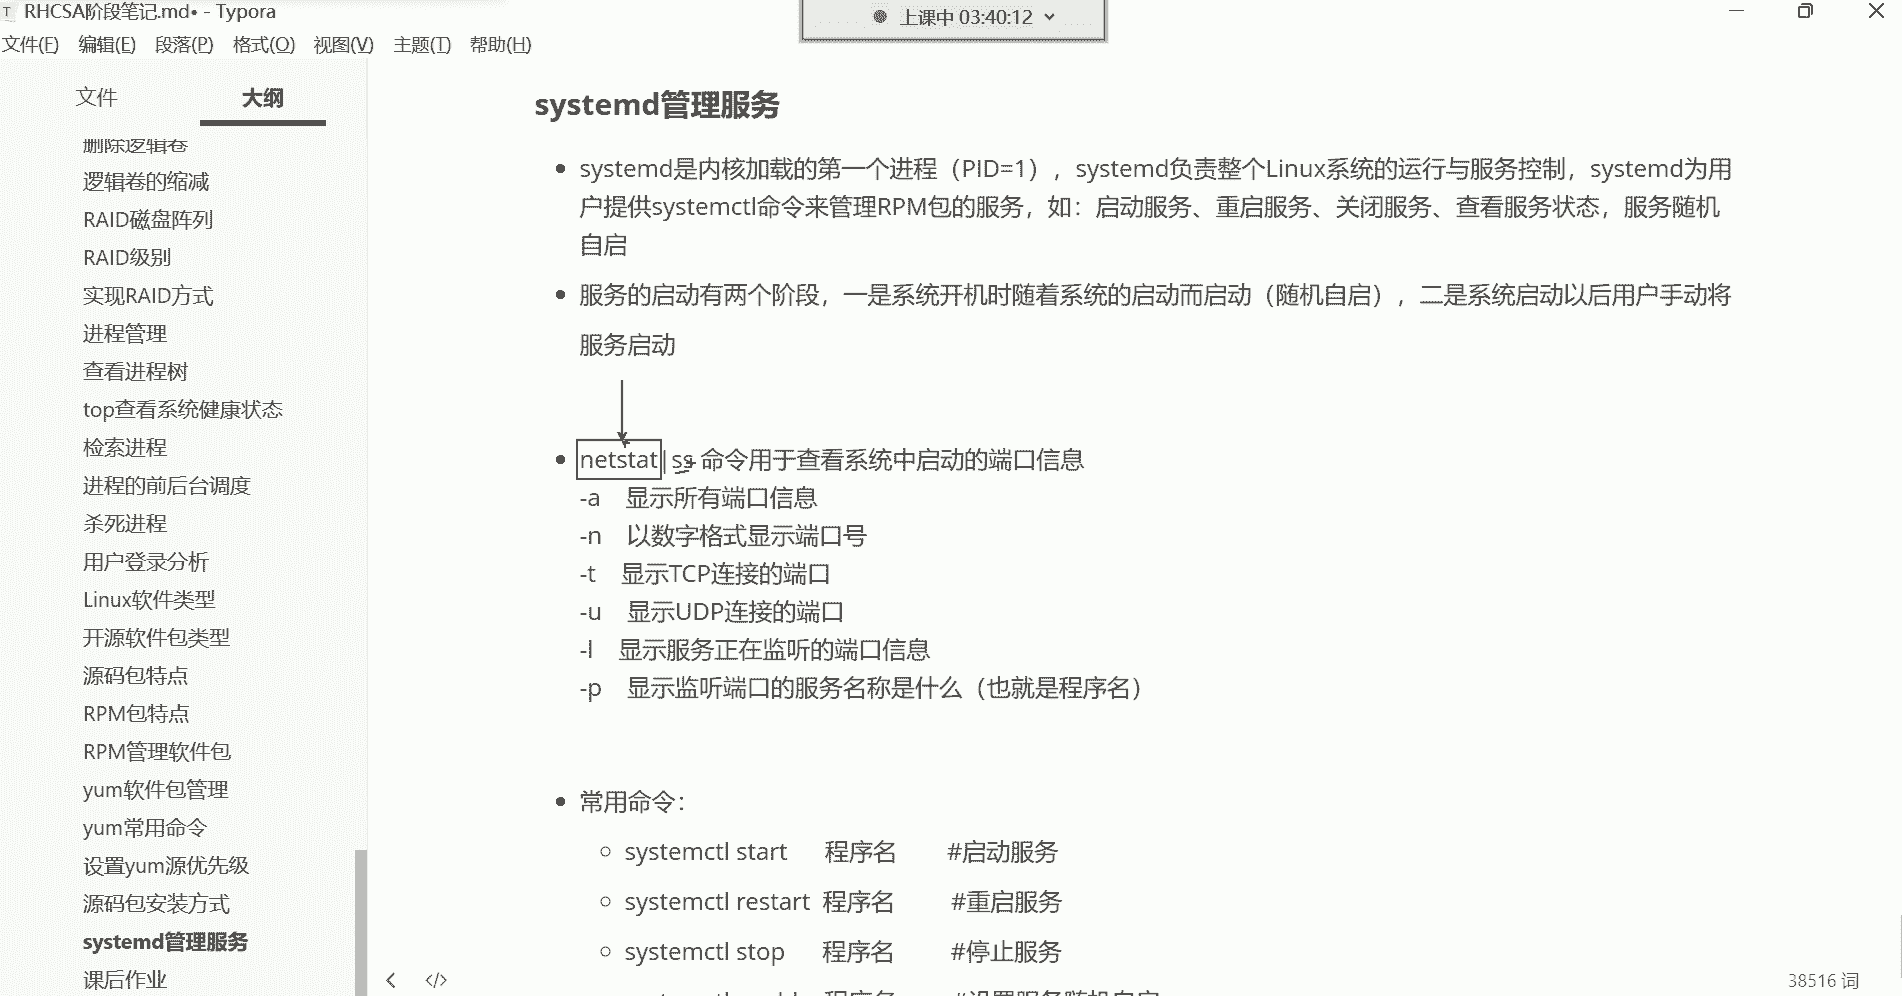 RHCSA阶段笔记.md• - Typora
上课中 03:40:12
文件(F) 编辑(E) 段落(P) 格式(O) 视图(V) 主题(T) 帮助(H)
文件 大纲
删除逻辑卷
逻辑卷的缩减
RAID磁盘阵列
RAID级别
实现RAID方式
进程管理
查看进程树
top查看系统健康状态
检索进程
进程的前后台调度
杀死进程
用户登录分析
Linux软件类型
开源软件包类型
源码包特点
RPM包特点
RPM管理软件包
yum软件包管理
yum常用命令
设置yum源优先级
源码包安装方式
systemd管理服务
课后作业
systemd管理服务
systemd是内核加载的第一个进程（PID=1），systemd负责整个Linux系统的运行与服务控制，systemd为用
户提供systemctl命令来管理RPM包的服务，如：启动服务、重启服务、关闭服务、查看服务状态，服务随机
自启
服务的启动有两个阶段，一是系统开机时随着系统的启动而启动（随机自启），二是系统启动以后用户手动将
服务启动
netstat|ss 命令用于查看系统中启动的端口信息
-a 显示所有端口信息
-n 以数字格式显示端口号
-t 显示TCP连接的端口
-u 显示UDP连接的端口
-l 显示服务正在监听的端口信息
-p 显示监听端口的服务名称是什么（也就是程序名）
常用命令：
systemctl start 程序名 #启动服务
systemctl restart 程序名 #重启服务
systemctl stop 程序名 #停止服务
38516 词